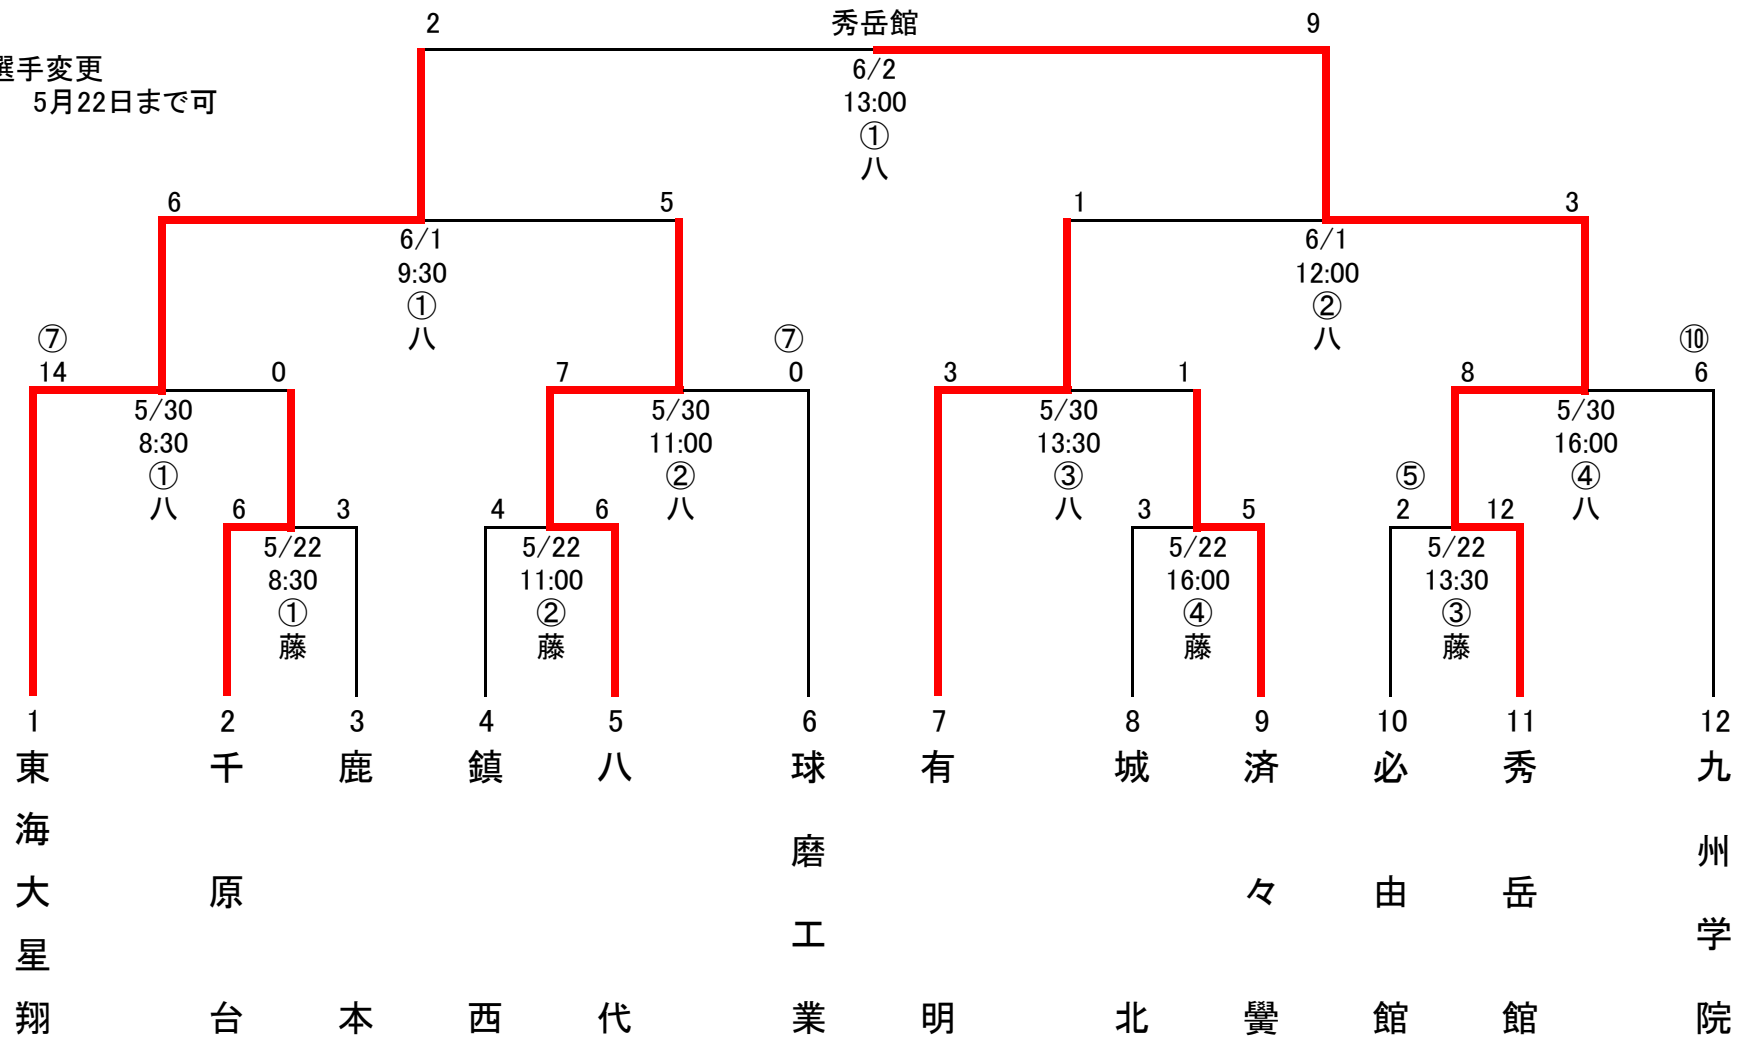 2 秀岳館 9
選手変更
5月22日まで可
6/2
13:00
①
八
6 5 1 3
6/1 6/1
9:30 12:00
① ②
八 八
⑦ ⑦ ⑩
14 0 7 0 3 1 8 6
5/30 5/30 5/30 5/30
8:30 11:00 13:30 16:00
① ② ③ ④
八 八 八 八
⑤
6 3 4 6 3 5 2 12
5/22 5/22 5/22 5/22
8:30 11:00 16:00 13:30
① ② ④ ③
藤 藤 藤 藤
1 2 3 4 5 6 7 8 9 10 11 12
東海大星翔
千原台
鹿本
鎮西
八代
球磨工業
有明
城北
済々黌
必由館
秀岳館
九州学院